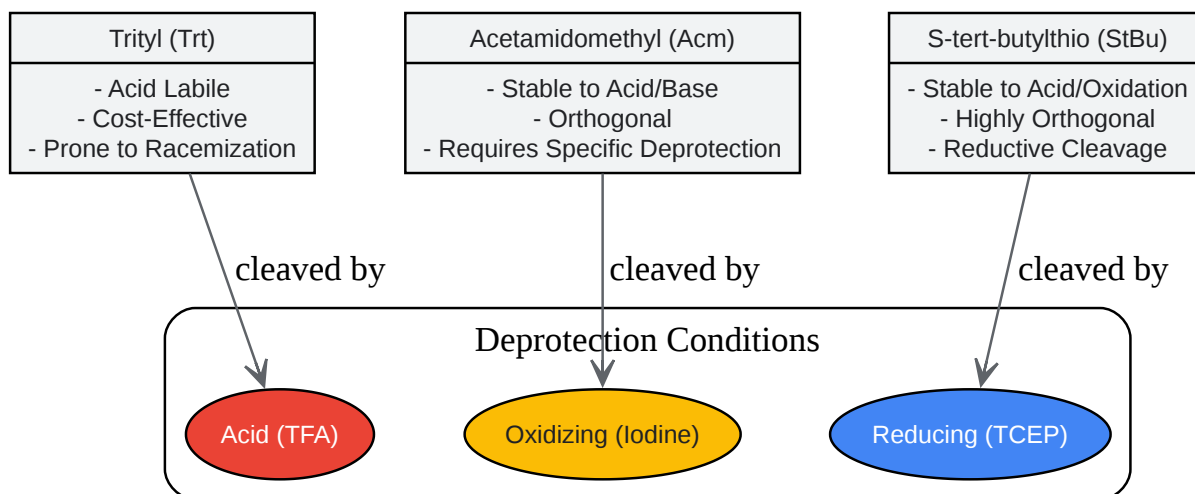 Trityl (Trt)
- Acid Labile
- Cost-Effective
- Prone to Racemization
Acetamidomethyl (Acm)
- Stable to Acid/Base
- Orthogonal
- Requires Specific Deprotection
S-tert-butylthio (StBu)
- Stable to Acid/Oxidation
- Highly Orthogonal
- Reductive Cleavage
cleaved by
cleaved by
cleaved by
Deprotection Conditions
Acid (TFA)
Oxidizing (Iodine)
Reducing (TCEP)